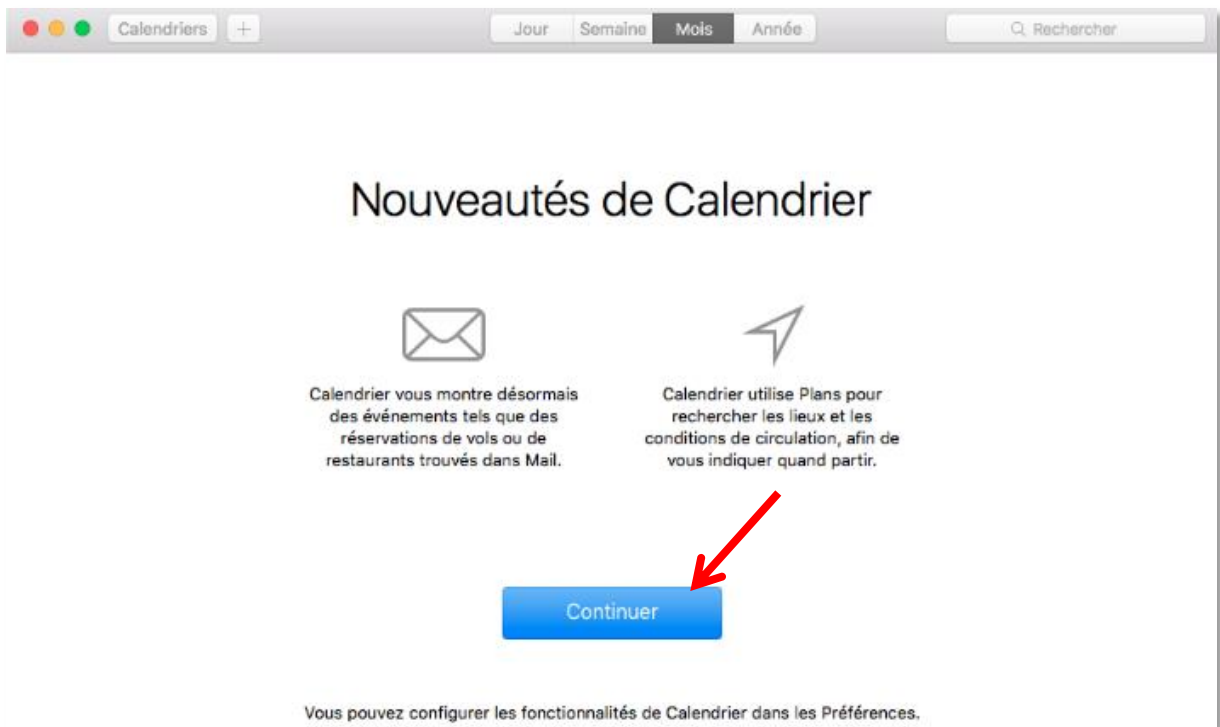 Calendriers + Jour Semaine Mois Année Rechercher
Nouveautés de Calendrier
Calendrier vous montre désormais
des événements tels que des
réservations de vols ou de
restaurants trouvés dans Mail.
Calendrier utilise Plans pour
rechercher les lieux et les
conditions de circulation, afin de
vous indiquer quand partir.
Continuer
Vous pouvez configurer les fonctionnalités de Calendrier dans les Préférences.